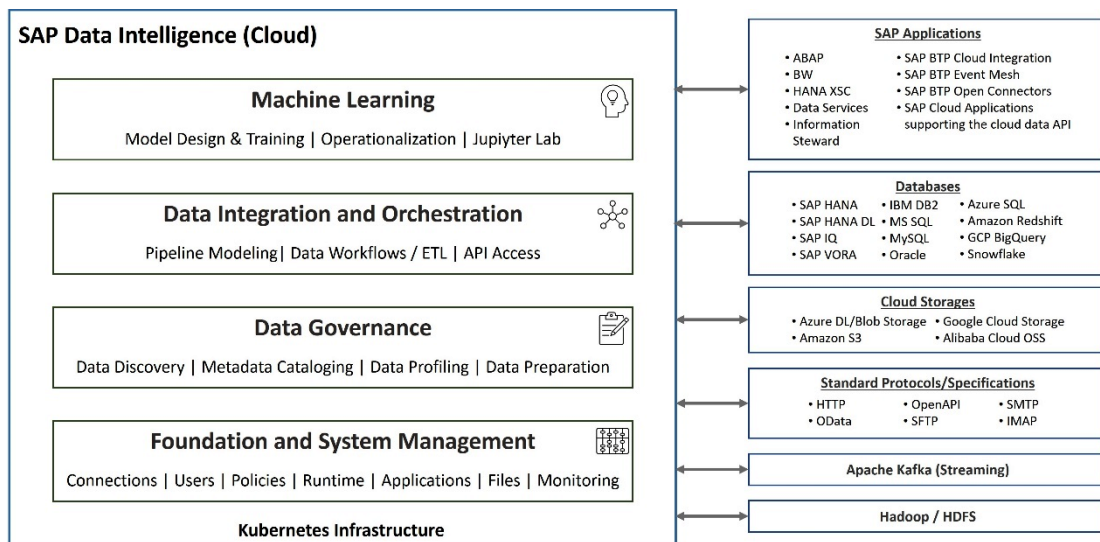 SAP Data Intelligence (Cloud)
Machine Learning
Model Design & Training | Operationalization | Jupiyter Lab
Data Integration and Orchestration
Pipeline Modeling| Data Workflows / ETL | API Access
Data Governance
Data Discovery | Metadata Cataloging | Data Profiling | Data Preparation
Foundation and System Management
Connections | Users | Policies | Runtime | Applications | Files | Monitoring
Kubernetes Infrastructure
SAP Applications
• ABAP
• BW
• HANA XSC
• Data Services
• Information
Steward
• SAP BTP Cloud Integration
• SAP BTP Event Mesh
• SAP BTP Open Connectors
• SAP Cloud Applications
supporting the cloud data API
Databases
• SAP HANA
• SAP HANA DL
• SAP IQ
• SAP VORA
• IBM DB2
• MS SQL
• MySQL
• Oracle
• Azure SQL
• Amazon Redshift
• GCP BigQuery
• Snowflake
Cloud Storages
• Azure DL/Blob Storage
• Amazon S3
• Google Cloud Storage
• Alibaba Cloud OSS
Standard Protocols/Specifications
• HTTP
• OData
• OpenAPI
• SFTP
• SMTP
• IMAP
Apache Kafka (Streaming)
Hadoop / HDFS